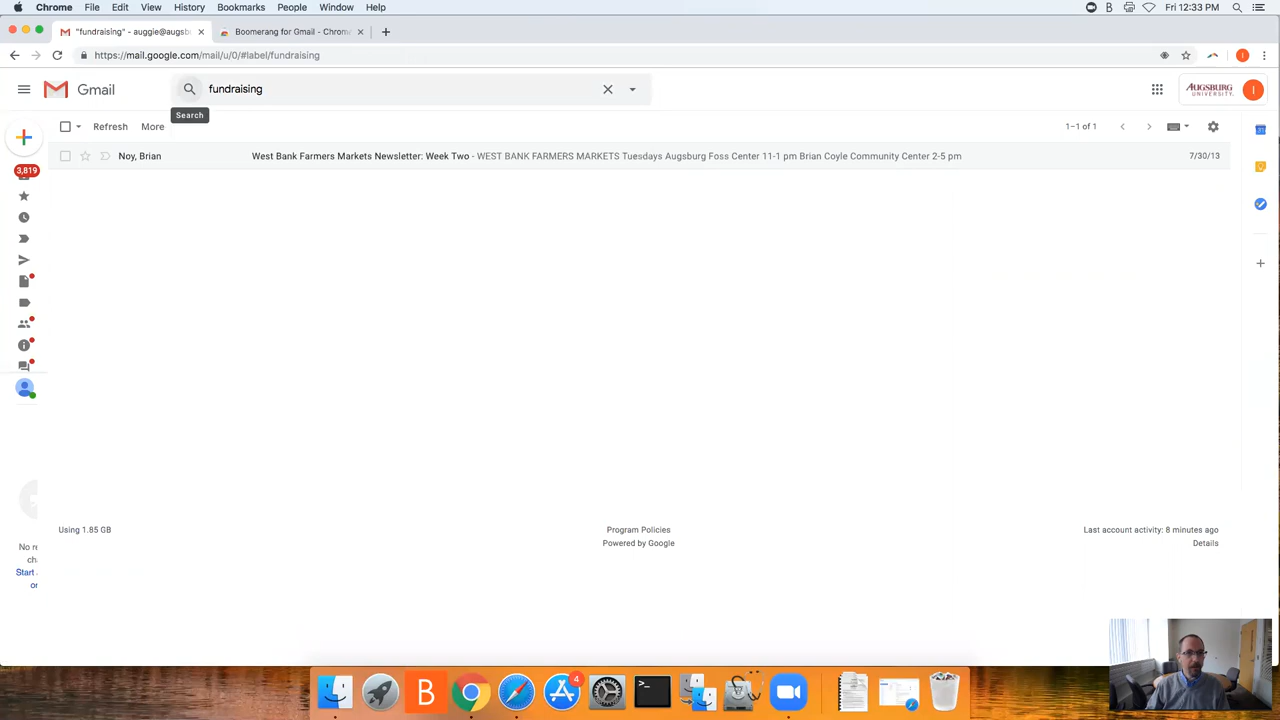 Chrome File Edit View History Bookmarks People Window Help Fri 12:33 PM
"fundraising" - auggie@augsb Boomerang for Gmail - Chrom
https://mail.google.com/mail/u/0/#label/fundraising
Gmail fundraising AUGSBURG I
UNIVERSITY
Search
Refresh More 1–1 of 1
Noy, Brian West Bank Farmers Markets Newsletter: Week Two - WEST BANK FARMERS MARKETS Tuesdays Augsburg Foss Center 11-1 pm Brian Coyle Community Center 2-5 pm 7/30/13
3,819
Using 1.85 GB Program Policies Last account activity: 8 minutes ago
Powered by Google Details
No re
cha
Start
or
B 4